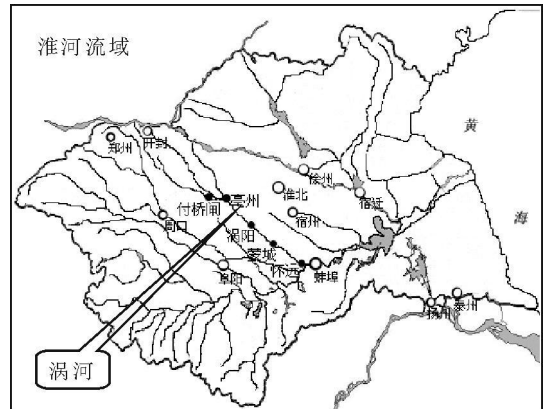 淮河流域
黄
海
郑州
开封
徐州
淮北
宿迁
亳州
付桥闸
宿州
周口
涡阳
蒙城
怀远
蚌埠
阜阳
泰州
扬州
涡河